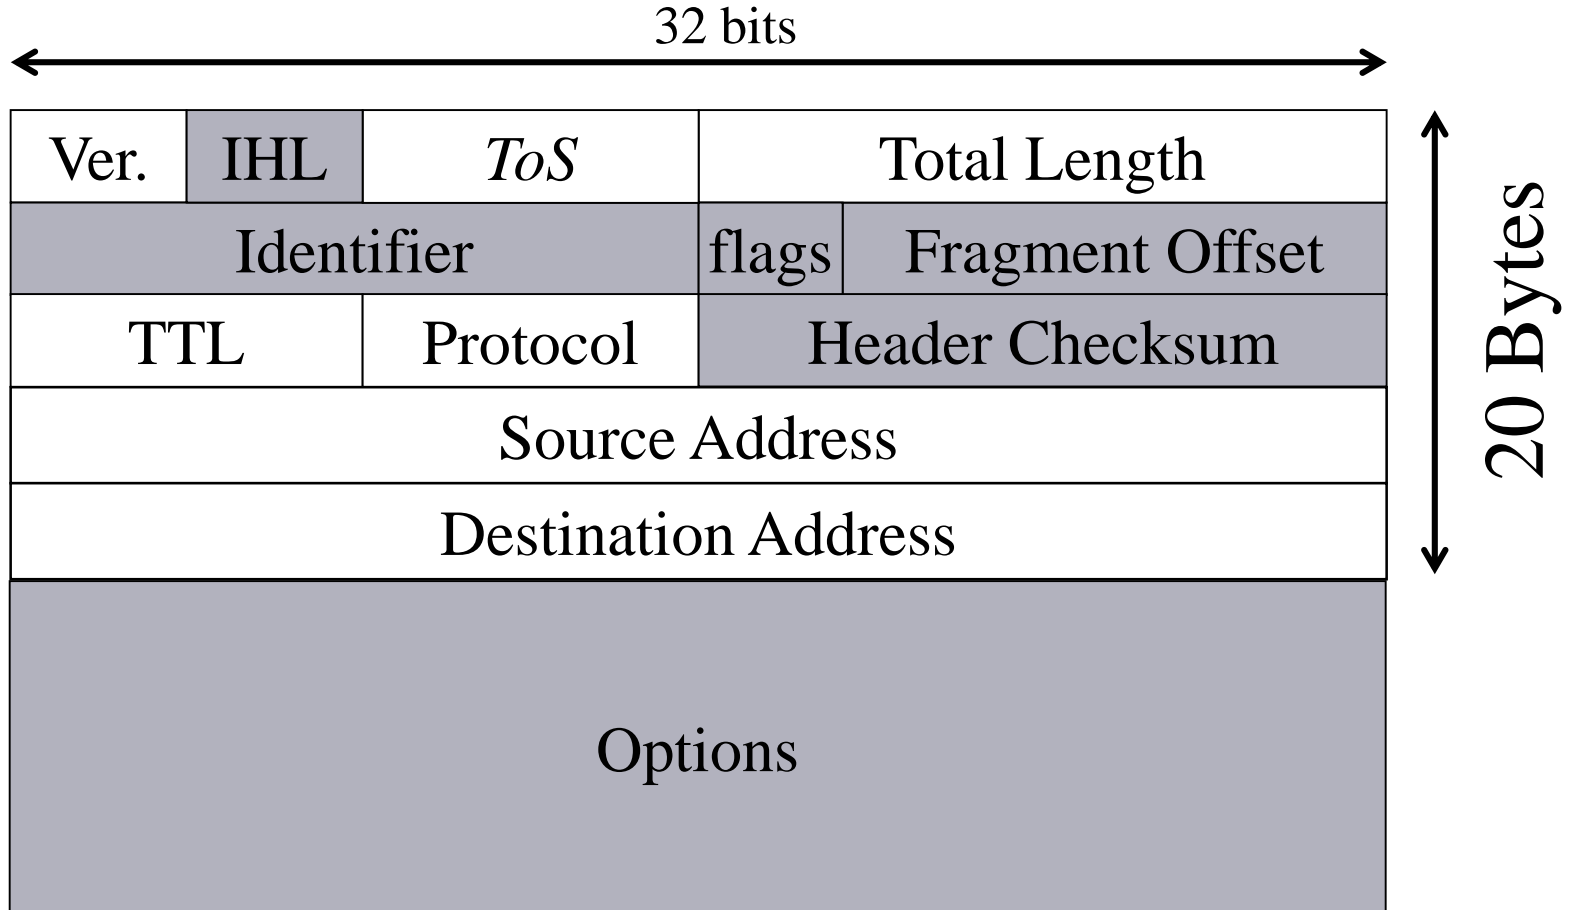 32 bits
Ver. IHL ToS Total Length
Identifier flags Fragment Offset
TTL Protocol Header Checksum
Source Address
Destination Address
Options
20 Bytes